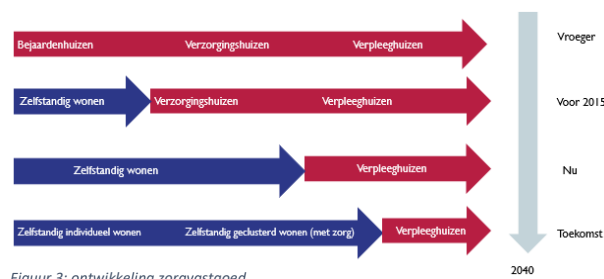 Bejaardenhuizen Verzorgingshuizen Verpleeghuizen Vroeger
Zelfstandig wonen Verzorgingshuizen Verpleeghuizen Voor 2015
Zelfstandig wonen Verpleeghuizen Nu
Zelfstandig individueel wonen Zelfstandig geclusterd wonen (met zorg) Verpleeghuizen Toekomst
2040
Figuur 3: ontwikkeling zorgvastgoed